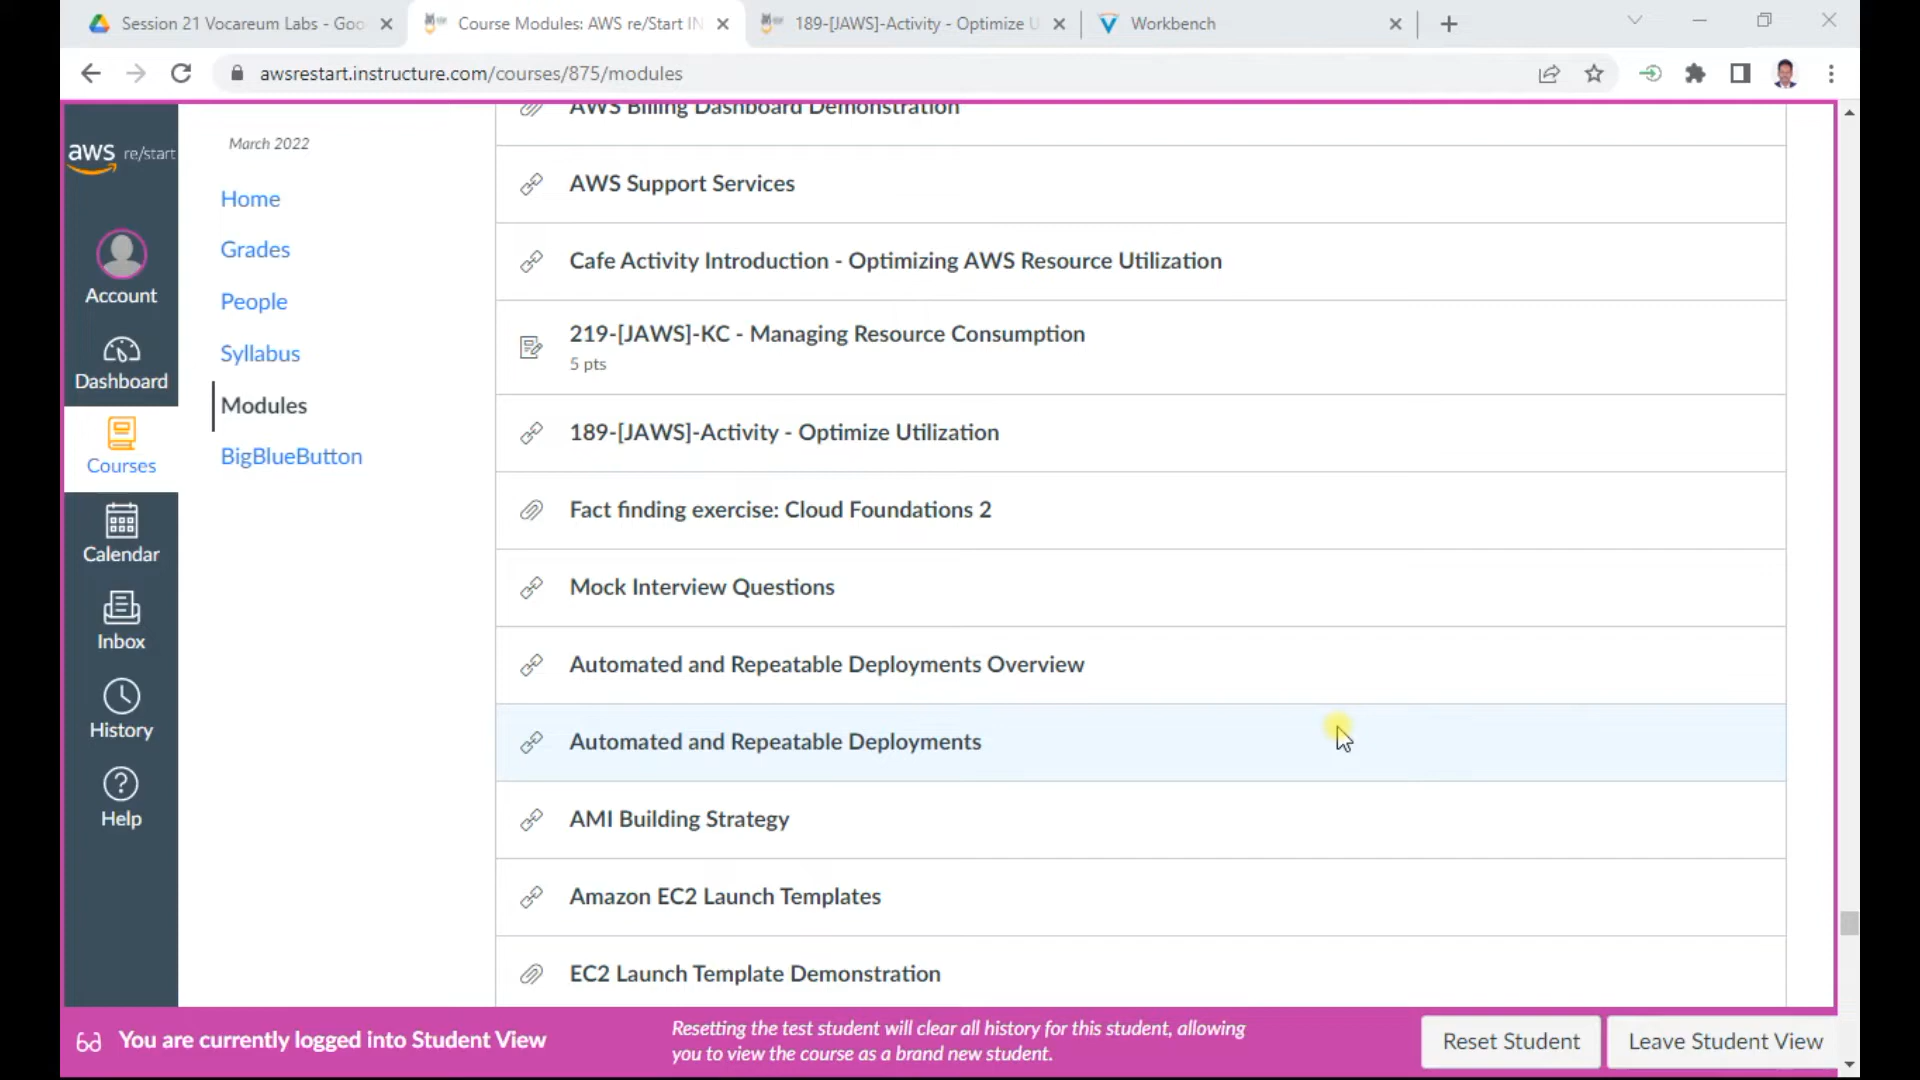 Session 21 Vocareum Labs - Goo
Course Modules: AWS re/Start IN
189-[JAWS]-Activity - Optimize U
Workbench
awsrestart.instructure.com/courses/875/modules
aws re/start
Account
Dashboard
Courses
Calendar
Inbox
History
Help
March 2022
Home
Grades
People
Syllabus
Modules
BigBlueButton
AWS Billing Dashboard Demonstration
AWS Support Services
Cafe Activity Introduction - Optimizing AWS Resource Utilization
219-[JAWS]-KC - Managing Resource Consumption
5 pts
189-[JAWS]-Activity - Optimize Utilization
Fact finding exercise: Cloud Foundations 2
Mock Interview Questions
Automated and Repeatable Deployments Overview
Automated and Repeatable Deployments
AMI Building Strategy
Amazon EC2 Launch Templates
EC2 Launch Template Demonstration
You are currently logged into Student View
Resetting the test student will clear all history for this student, allowing
you to view the course as a brand new student.
Reset Student
Leave Student View